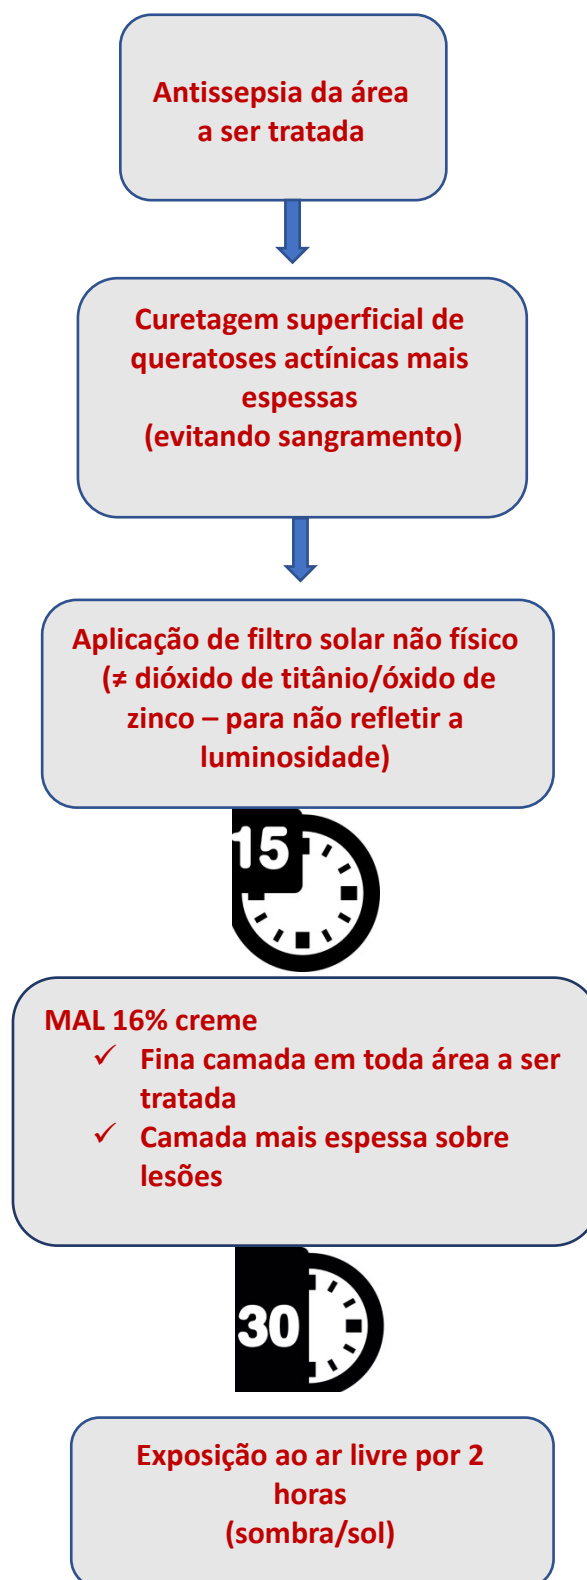 Antissepsia da área
a ser tratada
Curetagem superficial de
queratoses actínicas mais
espessas
(evitando sangramento)
Aplicação de filtro solar não físico
(≠ dióxido de titânio/óxido de
zinco – para não refletir a
luminosidade)
15
MAL 16% creme
✓ Fina camada em toda área a ser
tratada
✓ Camada mais espessa sobre
lesões
30
Exposição ao ar livre por 2
horas
(sombra/sol)